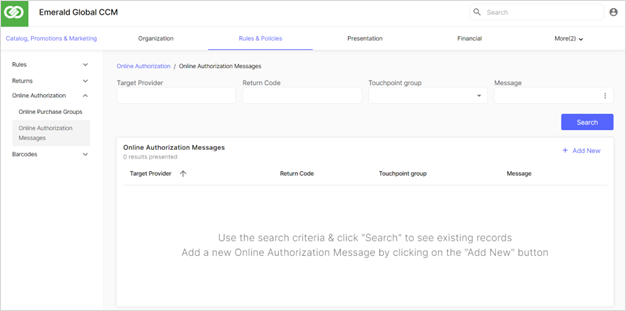 Emerald Global CCM
Search
Catalog, Promotions & Marketing
Organization
Rules & Policies
Presentation
Financial
More(2)
Rules
Returns
Online Authorization
Online Purchase Groups
Online Authorization
Messages
Barcodes
Online Authorization / Online Authorization Messages
Target Provider
Return Code
Touchpoint group
Message
Search
Online Authorization Messages
0 results presented
+ Add New
Target Provider
Return Code
Touchpoint group
Message
Use the search criteria & click "Search" to see existing records
Add a new Online Authorization Message by clicking on the "Add New" button